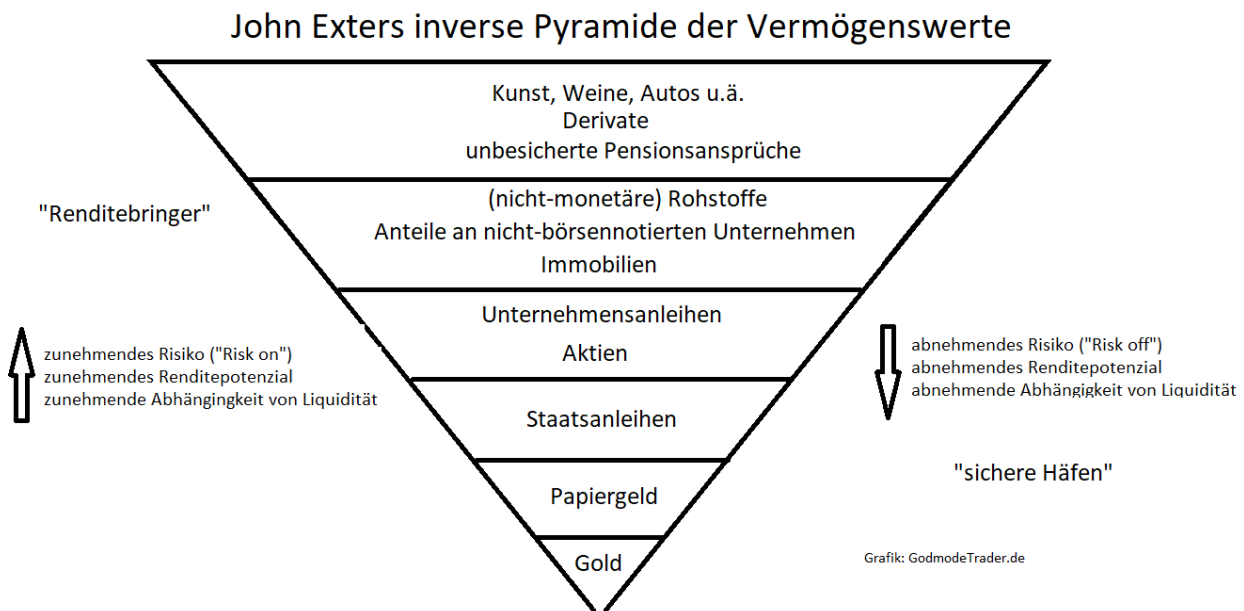 John Exters inverse Pyramide der Vermögenswerte
Kunst, Weine, Autos u.ä.
Derivate
unbesicherte Pensionsansprüche
"Renditebringer"
(nicht-monetäre) Rohstoffe
Anteile an nicht-börsennotierten Unternehmen
Immobilien
Unternehmensanleihen
Aktien
zunehmendes Risiko ("Risk on")
zunehmendes Renditepotenzial
zunehmende Abhängingkeit von Liquidität
abnehmendes Risiko ("Risk off")
abnehmendes Renditepotenzial
abnehmende Abhägigkeit von Liquidität
Staatsanleihen
"sichere Häfen"
Papiergeld
Gold
Grafik: GodmodeTrader.de